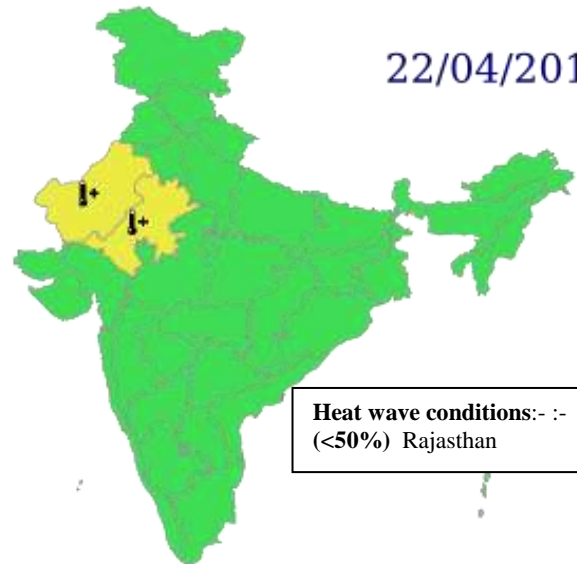 22/04/201
Heat wave conditions:- :-
(<50%) Rajasthan